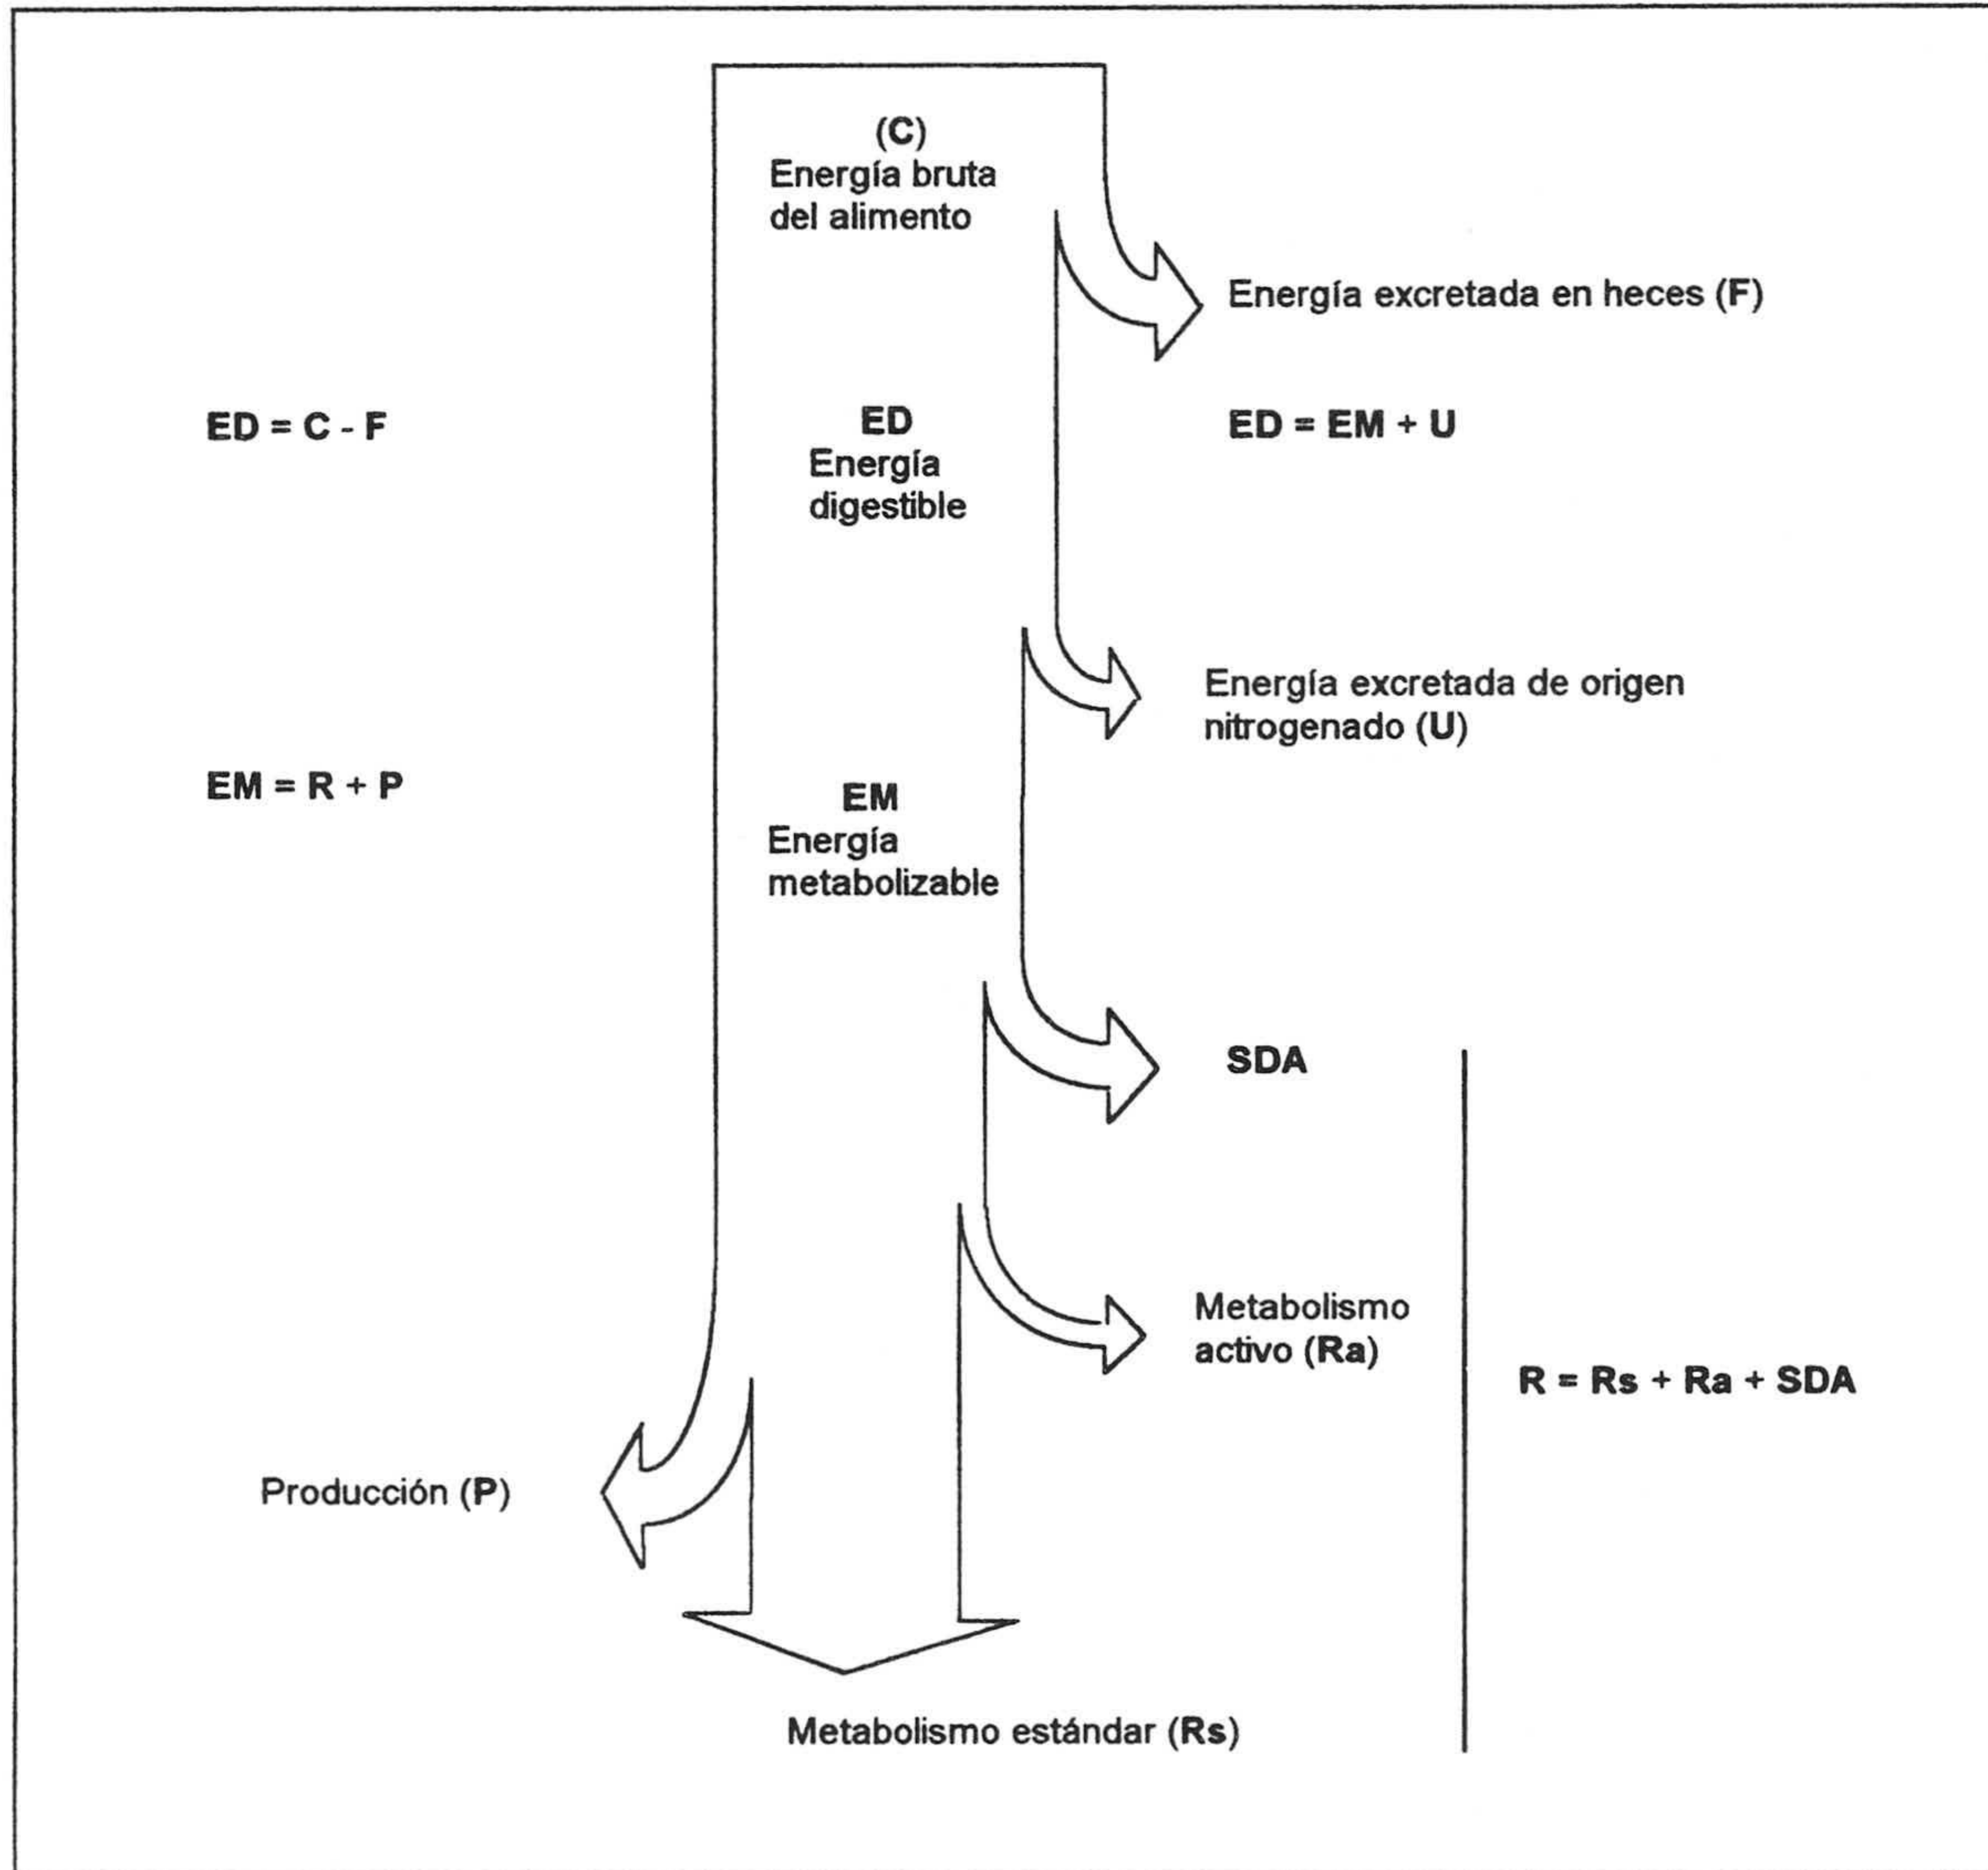 (C)
Energía bruta
del alimento
Energía excretada en heces (F)
ED = C - F
ED
Energía
digestible
ED = EM + U
Energía excretada de origen
nitrogenado (U)
EM = R + P
EM
Energía
metabolizable
SDA
Metabolismo
activo (Ra)
R = Rs + Ra + SDA
Producción (P)
Metabolismo estándar (Rs)